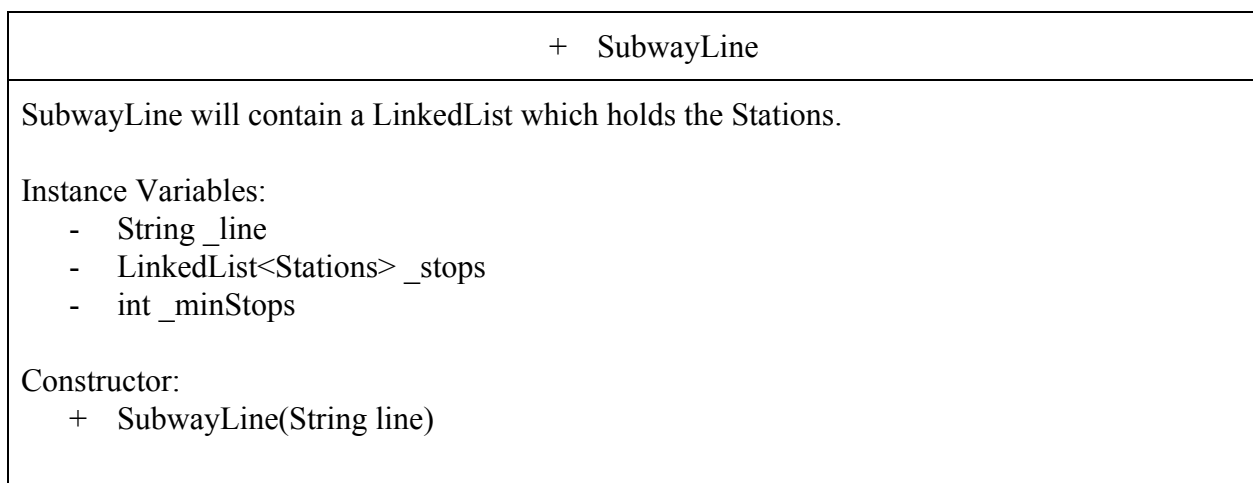 + SubwayLine
SubwayLine will contain a LinkedList which holds the Stations.
Instance Variables:
- String _line
- LinkedList<Stations> _stops
- int _minStops
Constructor:
+ SubwayLine(String line)